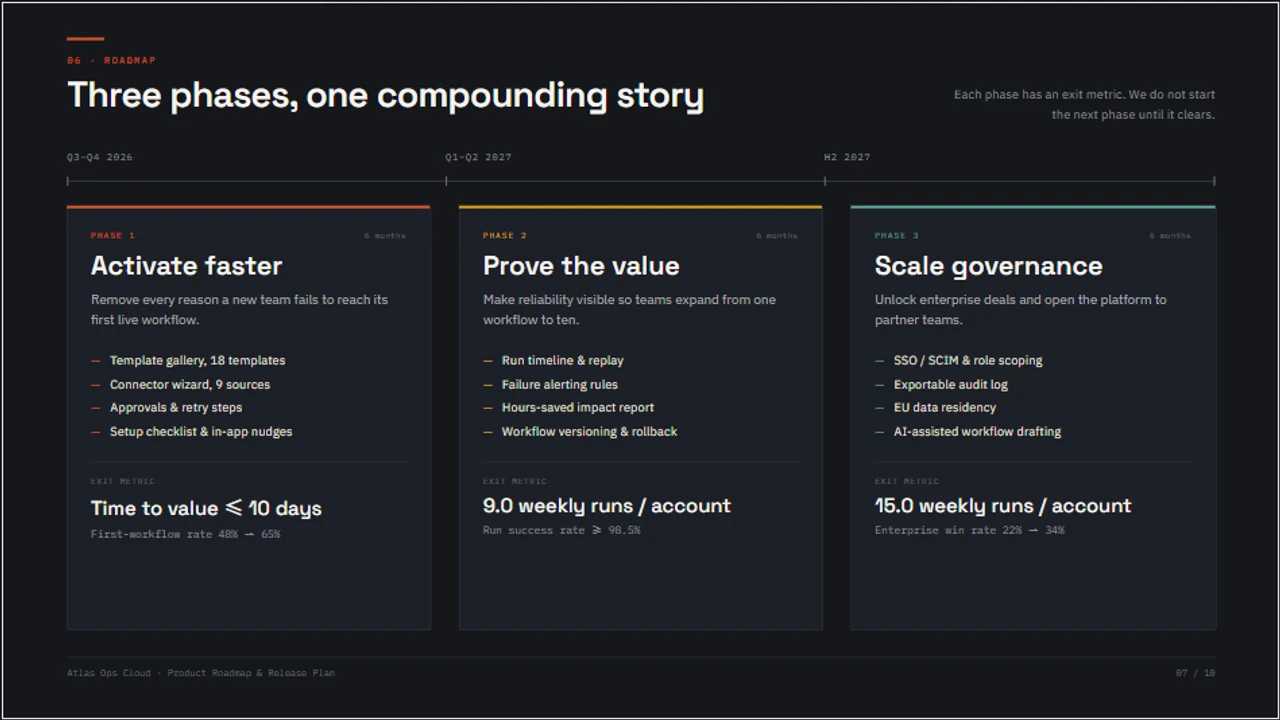 06 · ROADMAP
Three phases, one compounding story
Each phase has an exit metric. We do not start
the next phase until it clears.
Q3–Q4 2026
Q1–Q2 2027
H2 2027
PHASE 1
6 months
Activate faster
Remove every reason a new team fails to reach its
first live workflow.
— Template gallery, 18 templates
— Connector wizard, 9 sources
— Approvals & retry steps
— Setup checklist & in-app nudges
EXIT METRIC
Time to value ≤ 10 days
First-workflow rate 48% → 65%
PHASE 2
6 months
Prove the value
Make reliability visible so teams expand from one
workflow to ten.
— Run timeline & replay
— Failure alerting rules
— Hours-saved impact report
— Workflow versioning & rollback
EXIT METRIC
9.0 weekly runs / account
Run success rate ≥ 98.5%
PHASE 3
6 months
Scale governance
Unlock enterprise deals and open the platform to
partner teams.
— SSO / SCIM & role scoping
— Exportable audit log
— EU data residency
— AI-assisted workflow drafting
EXIT METRIC
15.0 weekly runs / account
Enterprise win rate 22% → 34%
Atlas Ops Cloud · Product Roadmap & Release Plan
07 / 10